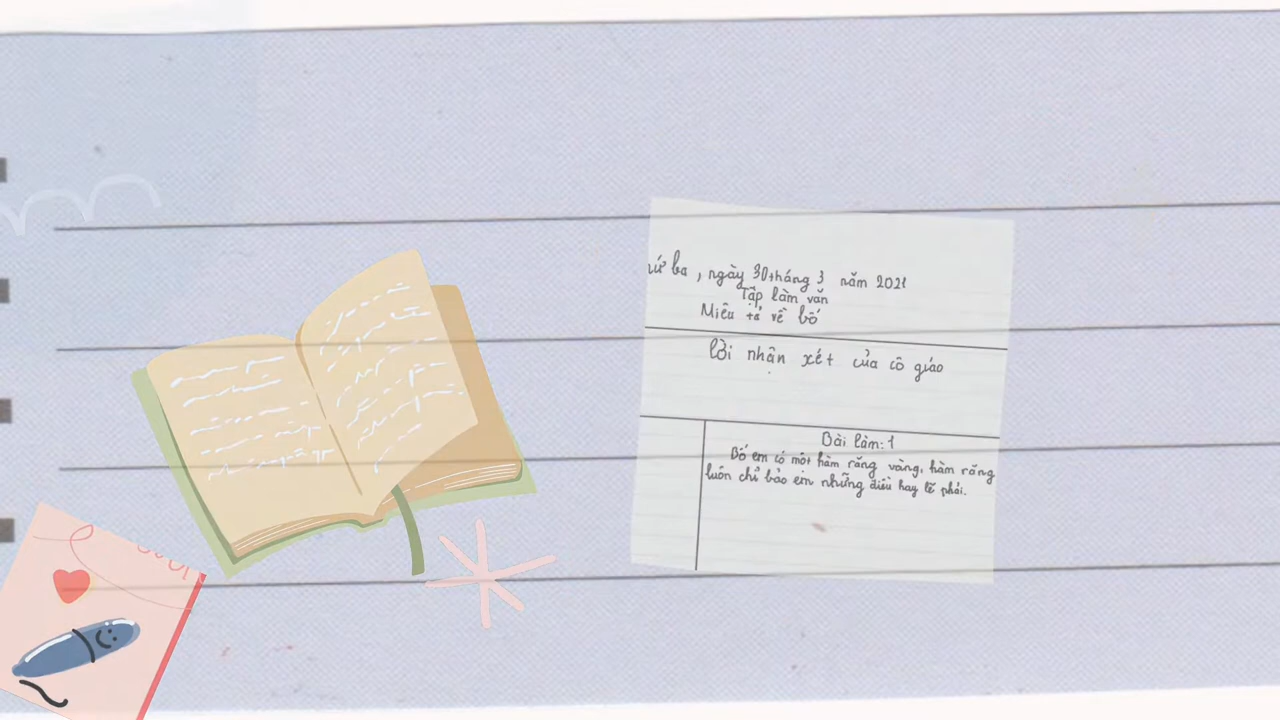 ứ ba, ngày 30 tháng 3 năm 2021
Tập làm văn
Miêu tả về bố
Lời nhận xét của cô giáo
Bài làm: 1
Bố em có một hàm răng vàng, hàm răng
luôn chỉ bảo em những điều hay lẽ phải.